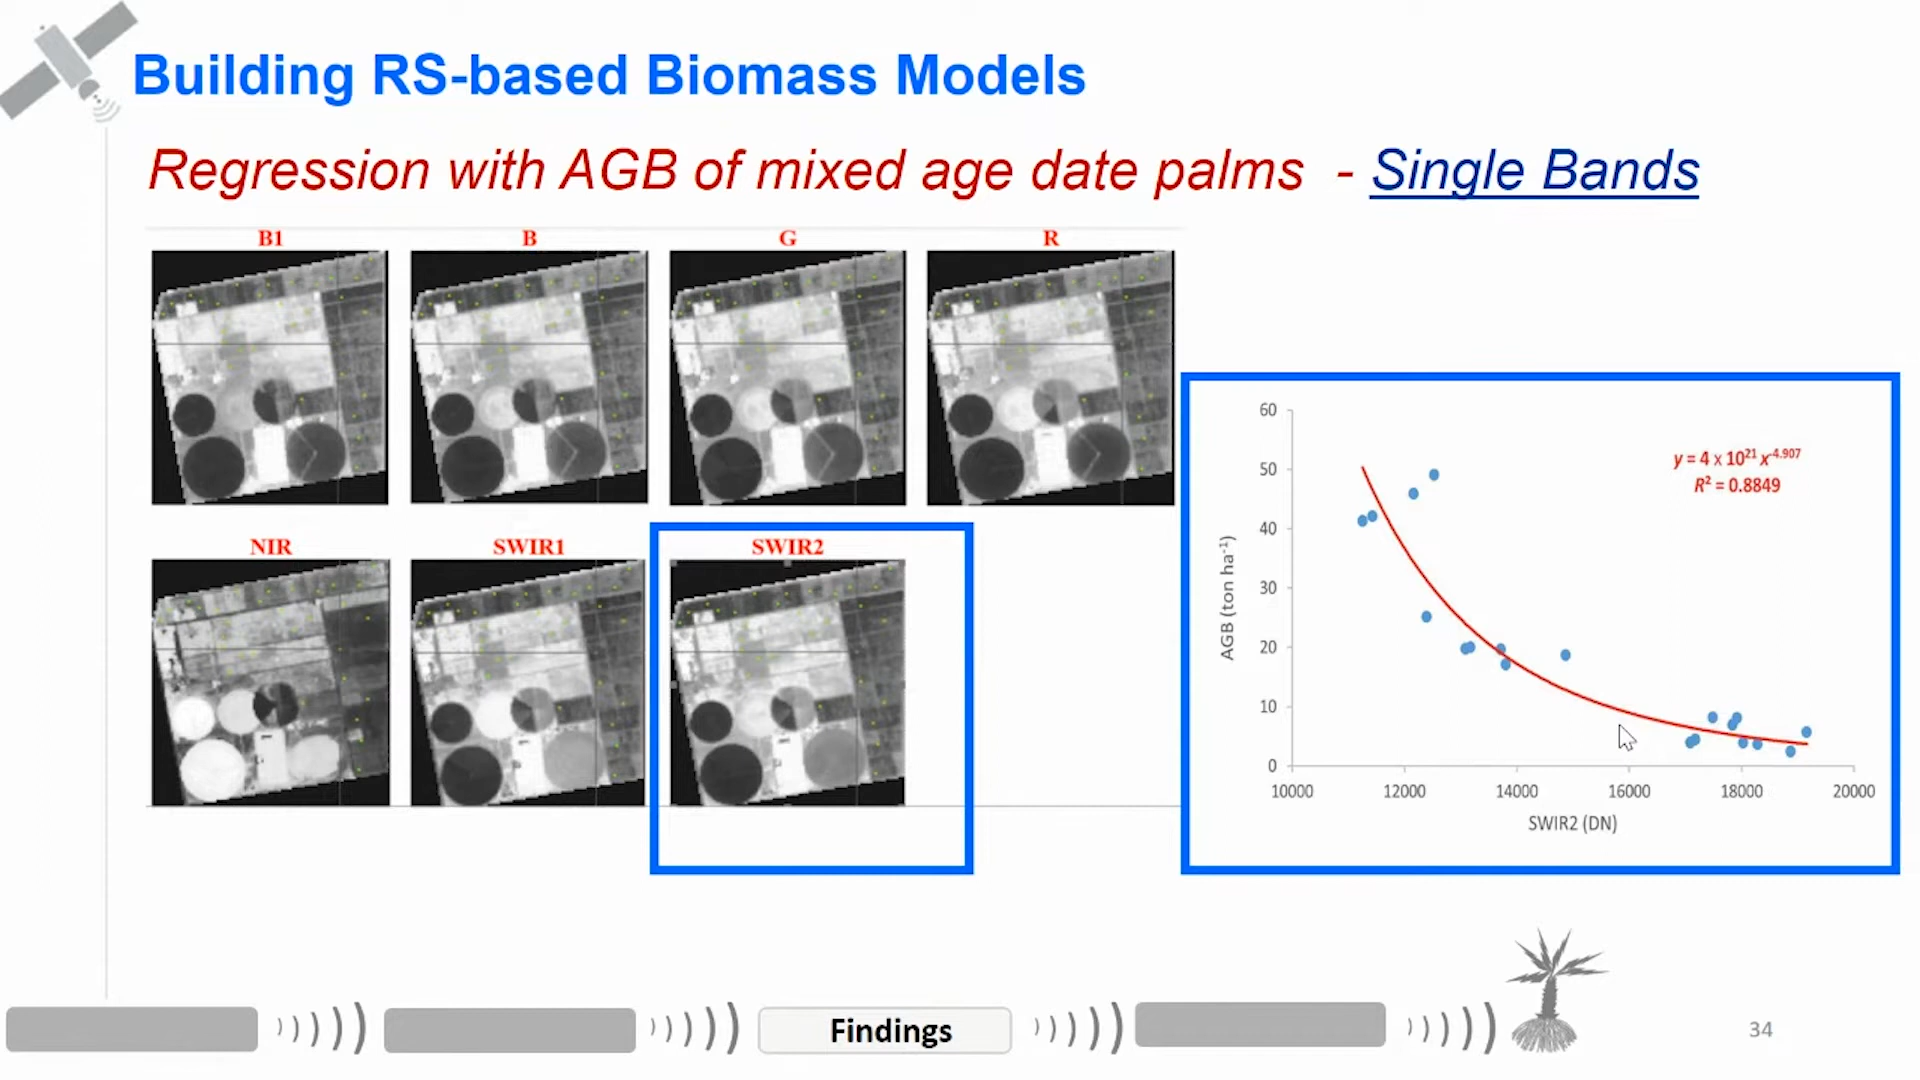 Building RS-based Biomass Models
Regression with AGB of mixed age date palms - Single Bands
B1
B
G
R
NIR
SWIR1
SWIR2
60
50
40
30
20
10
0
AGB (ton ha⁻¹)
y = 4 x 10²¹ x⁻⁴·⁹⁰⁷
R² = 0.8849
10000
12000
14000
16000
18000
20000
SWIR2 (DN)
Findings
34